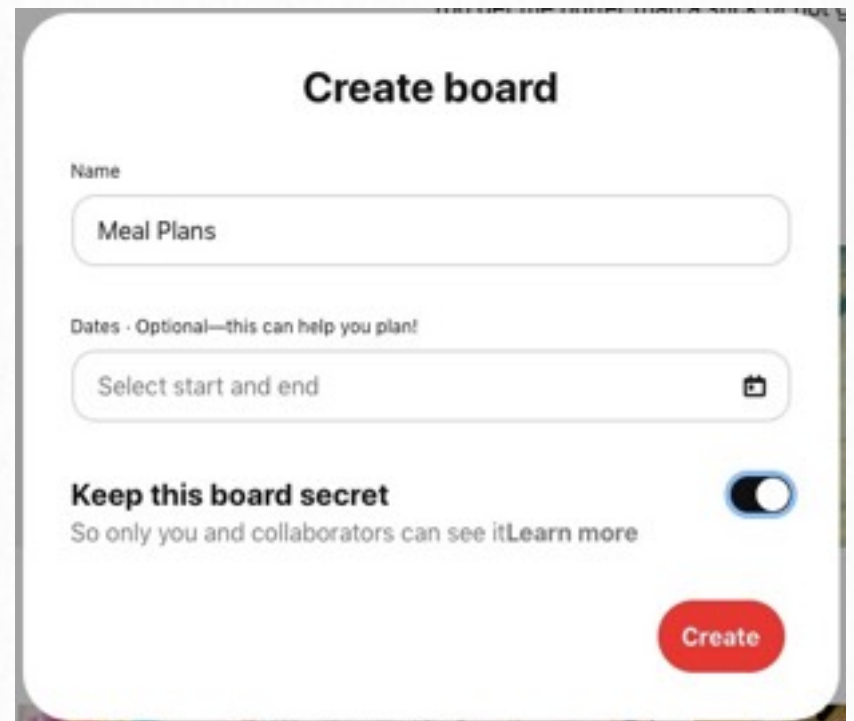 Create board
Name
Meal Plans
Dates · Optional—this can help you plan!
Select start and end
Keep this board secret
So only you and collaborators can see itLearn more
Create